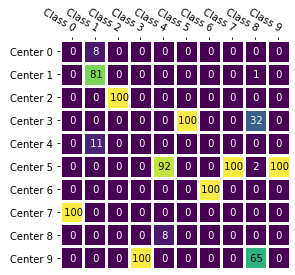 Class 0 Class 1 Class 2 Class 3 Class 4 Class 5 Class 6 Class 7 Class 8 Class 9
Center 0 0 8 0 0 0 0 0 0 0 0
Center 1 0 81 0 0 0 0 0 0 1 0
Center 2 0 0 100 0 0 0 0 0 0 0
Center 3 0 0 0 0 0 100 0 0 32 0
Center 4 0 11 0 0 0 0 0 0 0 0
Center 5 0 0 0 0 92 0 0 100 2 100
Center 6 0 0 0 0 0 0 100 0 0 0
Center 7 100 0 0 0 0 0 0 0 0 0
Center 8 0 0 0 0 8 0 0 0 0 0
Center 9 0 0 0 100 0 0 0 0 65 0